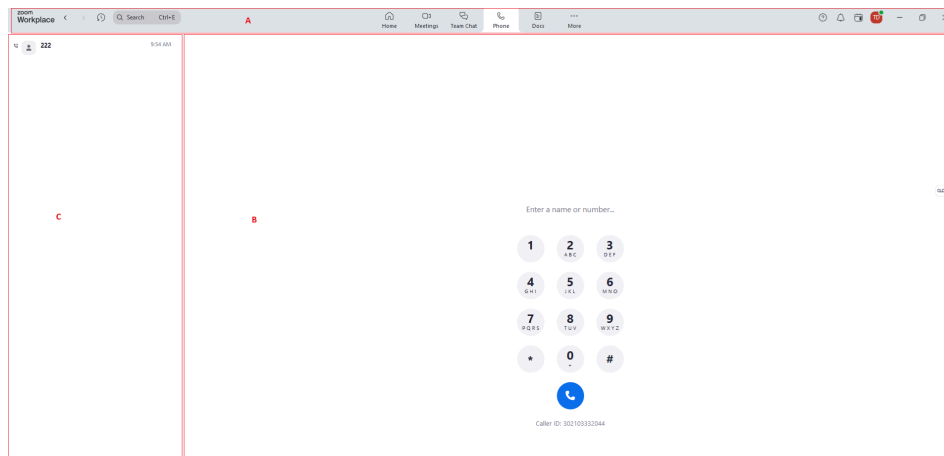 zoom
Workplace
Search Ctrl+E
A
Home Meetings Team Chat Phone Docs More
TD
222 9:54 AM
C
B
Enter a name or number...
1 2 3
ABC DEF
4 5 6
GHI JKL MNO
7 8 9
PQRS TUV WXYZ
* 0 #
+
Caller ID: 302103332044